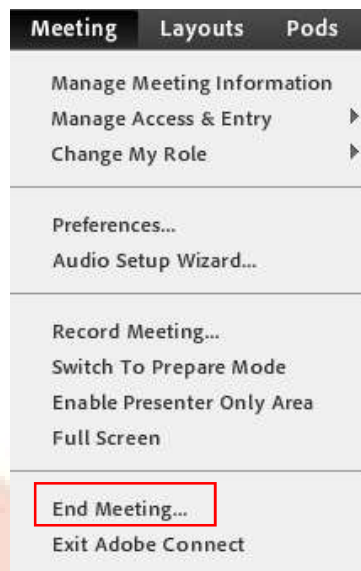 Meeting Layouts Pods
Manage Meeting Information
Manage Access & Entry
Change My Role
Preferences...
Audio Setup Wizard...
Record Meeting...
Switch To Prepare Mode
Enable Presenter Only Area
Full Screen
End Meeting...
Exit Adobe Connect